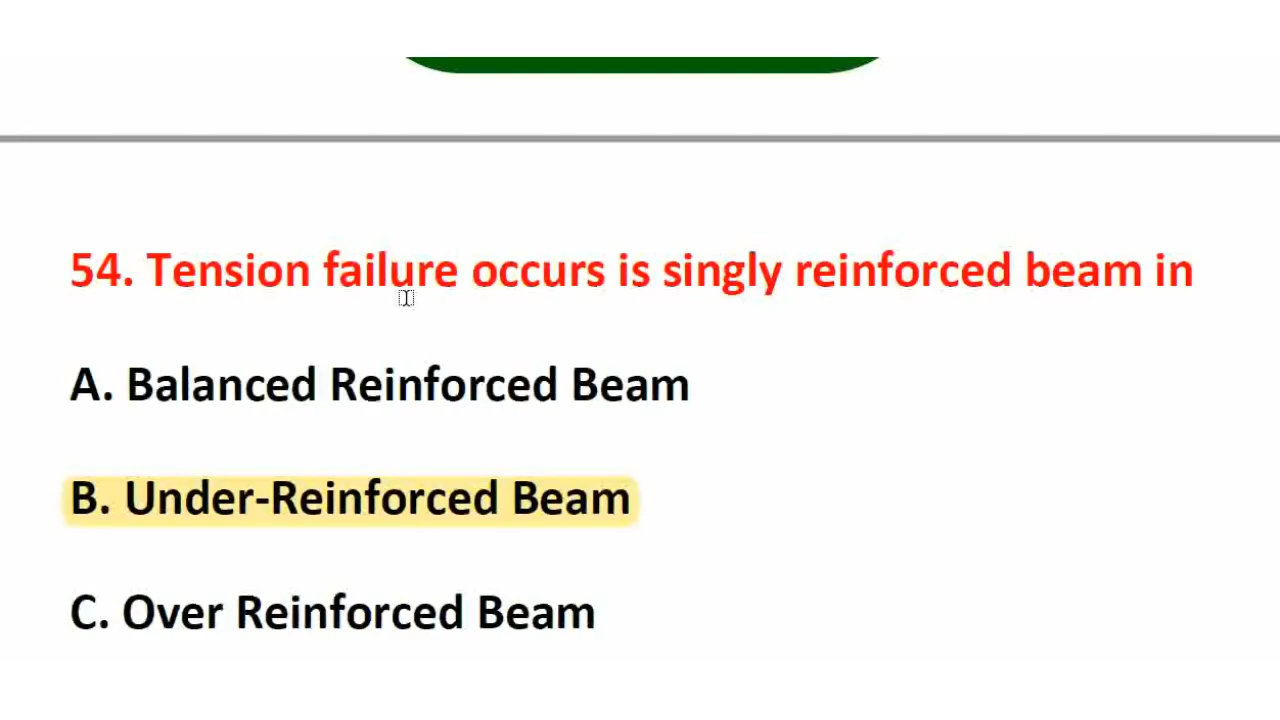 54. Tension failure occurs is singly reinforced beam in
A. Balanced Reinforced Beam
B. Under-Reinforced Beam
C. Over Reinforced Beam